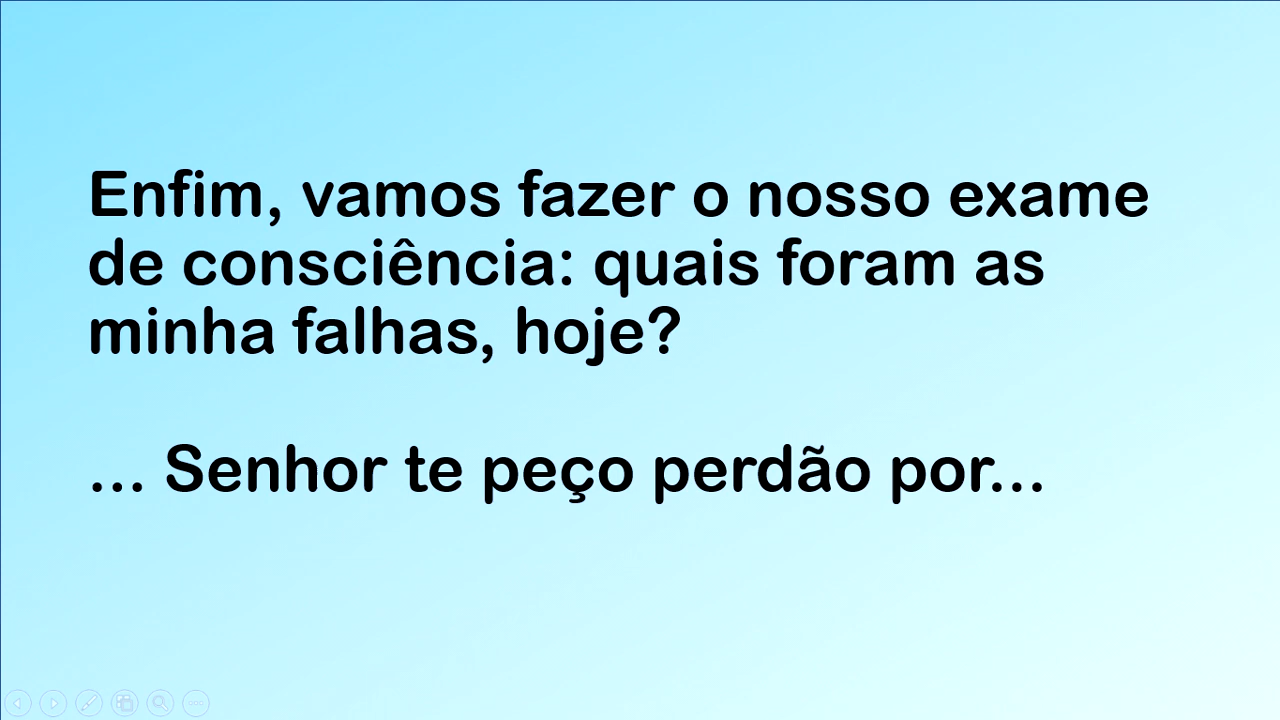 Enfim, vamos fazer o nosso exame
de consciência: quais foram as
minha falhas, hoje?
... Senhor te peço perdão por...